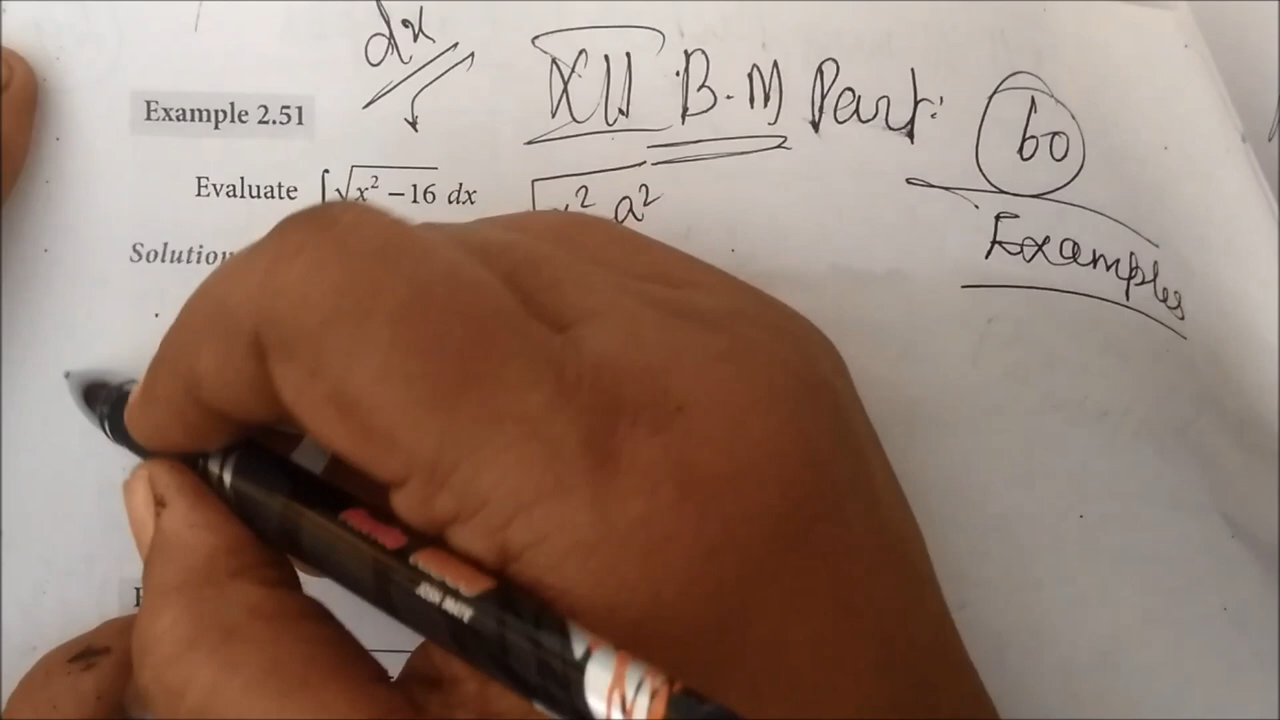 dx
XII B.M Part: 60
Examples
Example 2.51
Evaluate ∫√x² – 16 dx
a²
Solution